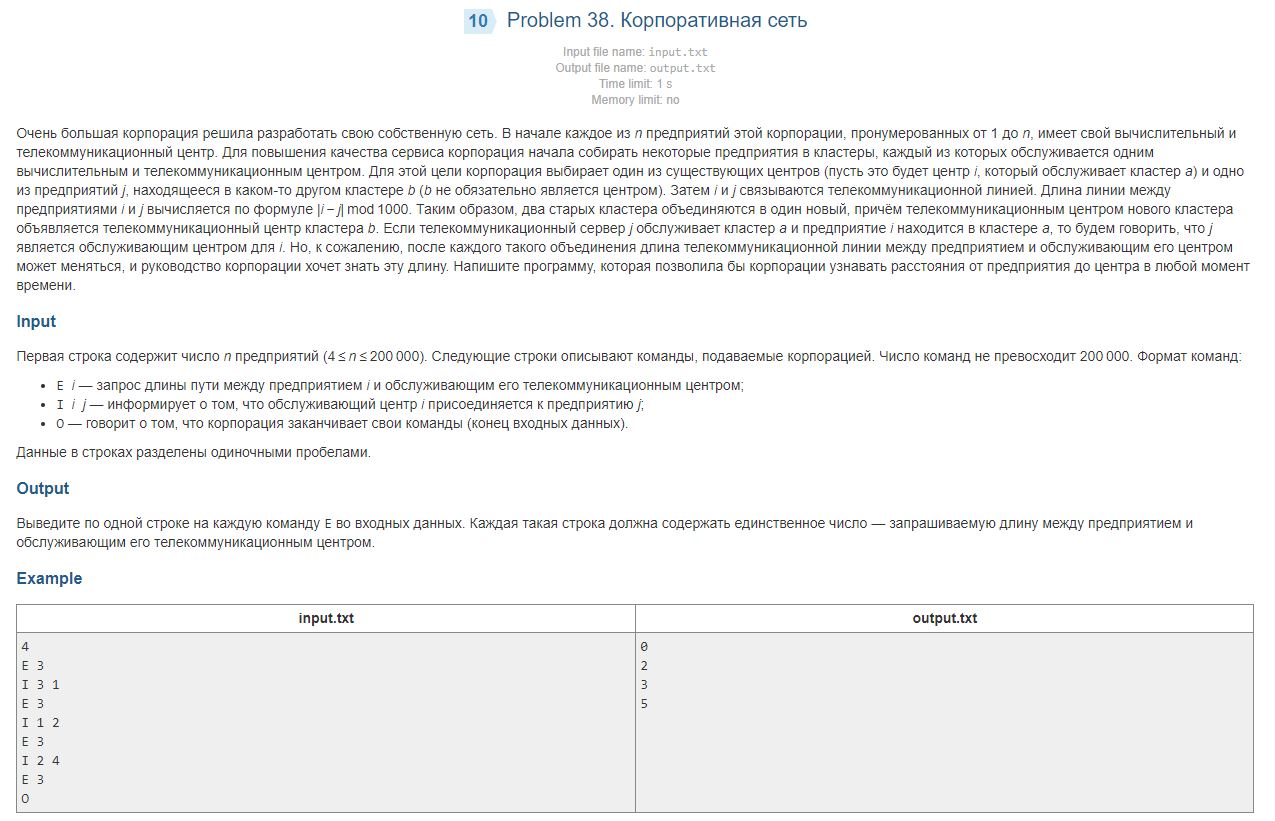 10 Problem 38. Корпоративная сеть
Input file name: input.txt
Output file name: output.txt
Time limit: 1 s
Memory limit: no
Очень большая корпорация решила разработать свою собственную сеть. В начале каждое из n предприятий этой корпорации, пронумерованных от 1 до n, имеет свой вычислительный и
телекоммуникационный центр. Для повышения качества сервиса корпорация начала собирать некоторые предприятия в кластеры, каждый из которых обслуживается одним
вычислительным и телекоммуникационным центром. Для этой цели корпорация выбирает один из существующих центров (пусть это будет центр i, который обслуживает кластер a) и одно
из предприятий j, находящееся в каком-то другом кластере b (b не обязательно является центром). Затем i и j связываются телекоммуникационной линией. Длина линии между
предприятиями i и j вычисляется по формуле |i – j| mod 1000. Таким образом, два старых кластера объединяются в один новый, причём телекоммуникационным центром нового кластера
объявляется телекоммуникационный центр кластера b. Если телекоммуникационный сервер j обслуживает кластер a и предприятие i находится в кластере a, то будем говорить, что j
является обслуживающим центром для i. Но, к сожалению, после каждого такого объединения длина телекоммуникационной линии между предприятием и обслуживающим его центром
может меняться, и руководство корпорации хочет знать эту длину. Напишите программу, которая позволила бы корпорации узнавать расстояния от предприятия до центра в любой момент
времени.
Input
Первая строка содержит число n предприятий (4 ≤ n ≤ 200 000). Следующие строки описывают команды, подаваемые корпорацией. Число команд не превосходит 200 000. Формат команд:
• E i — запрос длины пути между предприятием i и обслуживающим его телекоммуникационным центром;
• I i j — информирует о том, что обслуживающий центр i присоединяется к предприятию j;
• O — говорит о том, что корпорация заканчивает свои команды (конец входных данных).
Данные в строках разделены одиночными пробелами.
Output
Выведите по одной строке на каждую команду E во входных данных. Каждая такая строка должна содержать единственное число — запрашиваемую длину между предприятием и
обслуживающим его телекоммуникационным центром.
Example
input.txt output.txt
4 0
E 3 2
I 3 1 3
E 3 5
I 1 2
E 3
I 2 4
E 3
O